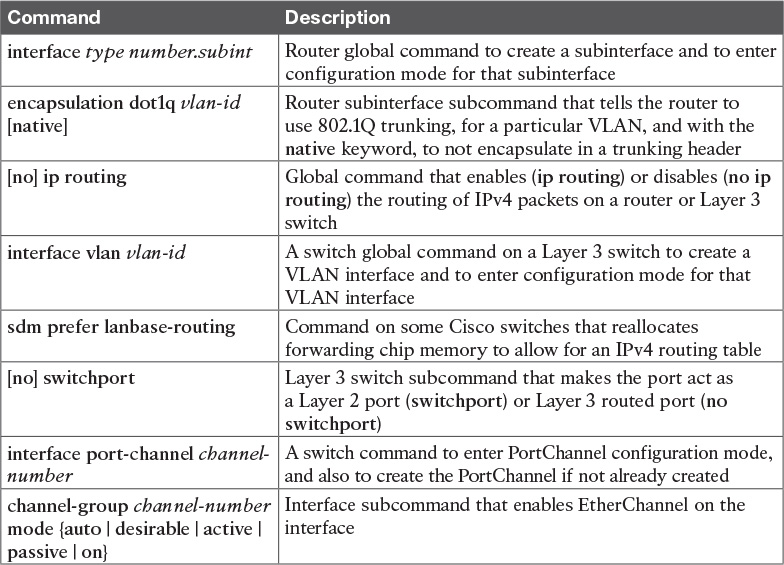 Command Description
interface type number.subint Router global command to create a subinterface and to enter
configuration mode for that subinterface
encapsulation dot1q vlan-id Router subinterface subcommand that tells the router to
[native] use 802.1Q trunking, for a particular VLAN, and with the
native keyword, to not encapsulate in a trunking header
[no] ip routing Global command that enables (ip routing) or disables (no ip
routing) the routing of IPv4 packets on a router or Layer 3
switch
interface vlan vlan-id A switch global command on a Layer 3 switch to create a
VLAN interface and to enter configuration mode for that
VLAN interface
sdm prefer lanbase-routing Command on some Cisco switches that reallocates
forwarding chip memory to allow for an IPv4 routing table
[no] switchport Layer 3 switch subcommand that makes the port act as
a Layer 2 port (switchport) or Layer 3 routed port (no
switchport)
interface port-channel channel- A switch command to enter PortChannel configuration mode,
number and also to create the PortChannel if not already created
channel-group channel-number Interface subcommand that enables EtherChannel on the
mode {auto | desirable | active | interface
passive | on}